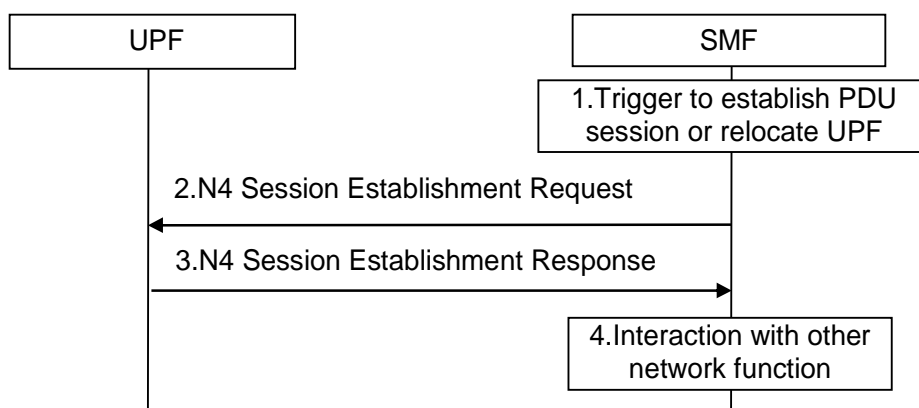 UPF
SMF
1.Trigger to establish PDU
session or relocate UPF
2.N4 Session Establishment Request
3.N4 Session Establishment Response
4.Interaction with other
network function